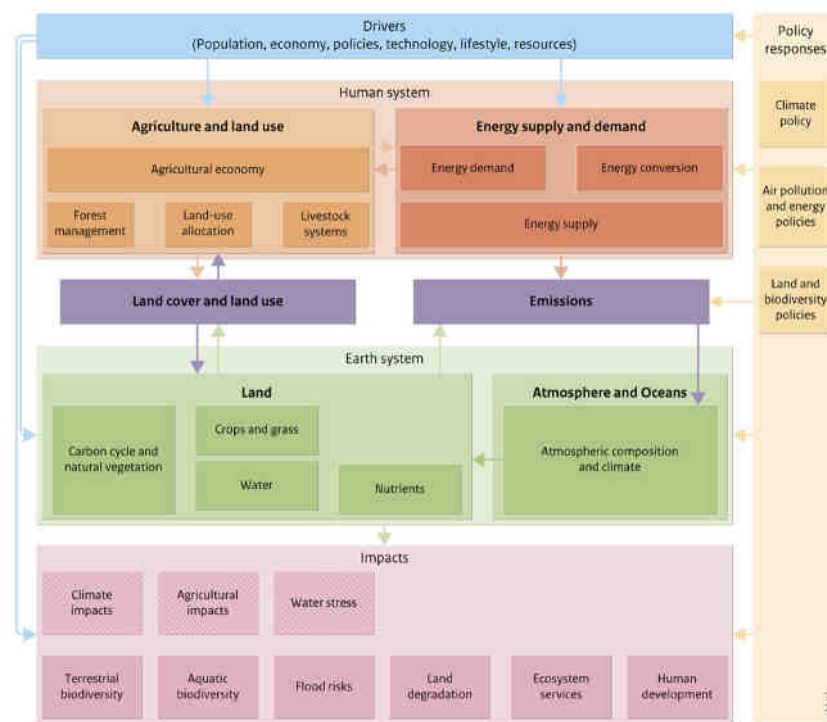 Drivers
(Population, economy, policies, technology, lifestyle, resources)
Policy
responses
Human system
Agriculture and land use
Energy supply and demand
Climate
policy
Agricultural economy
Energy demand
Energy conversion
Air pollution
and energy
policies
Forest
management
Land-use
allocation
Livestock
systems
Energy supply
Land cover and land use
Emissions
Land and
biodiversity
policies
Earth system
Land
Atmosphere and Oceans
Carbon cycle and
natural vegetation
Crops and grass
Water
Nutrients
Atmospheric composition
and climate
Impacts
Climate
impacts
Agricultural
impacts
Water stress
Terrestrial
biodiversity
Aquatic
biodiversity
Flood risks
Land
degradation
Ecosystem
services
Human
development